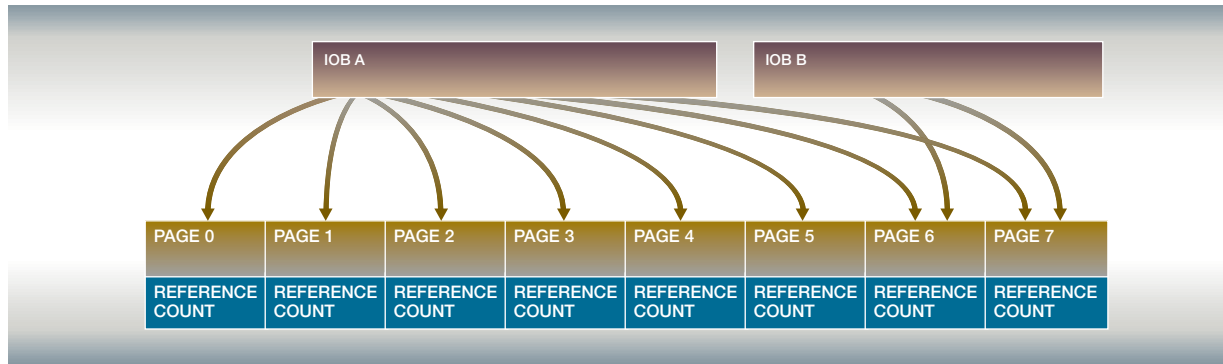 IOB A
IOB B
PAGE 0
PAGE 1
PAGE 2
PAGE 3
PAGE 4
PAGE 5
PAGE 6
PAGE 7
REFERENCE
COUNT
REFERENCE
COUNT
REFERENCE
COUNT
REFERENCE
COUNT
REFERENCE
COUNT
REFERENCE
COUNT
REFERENCE
COUNT
REFERENCE
COUNT